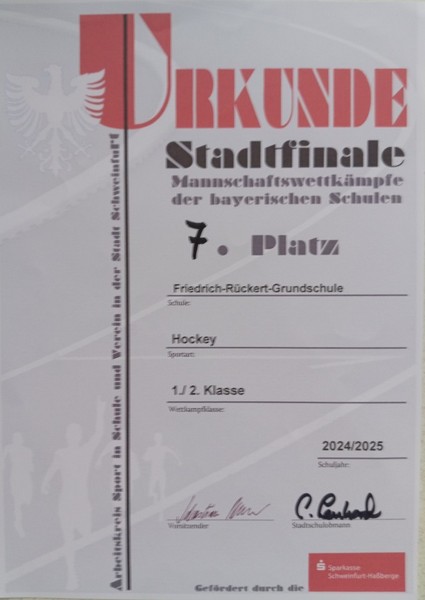 URKUNDE
Stadtfinale
Mannschaftswettkämpfe
der bayerischen Schulen
7. Platz
Friedrich-Rückert-Grundschule
Schule:
Hockey
Sportart:
1./ 2. Klasse
Wettkampfklasse:
2024/2025
Schuljahr:
Vorsitzender
Stadtschulobmann
Arbeitskreis Sport in Schule und Verein in der Stadt Schweinfurt
Gefördert durch die
Sparkasse
Schweinfurt-Haßberge